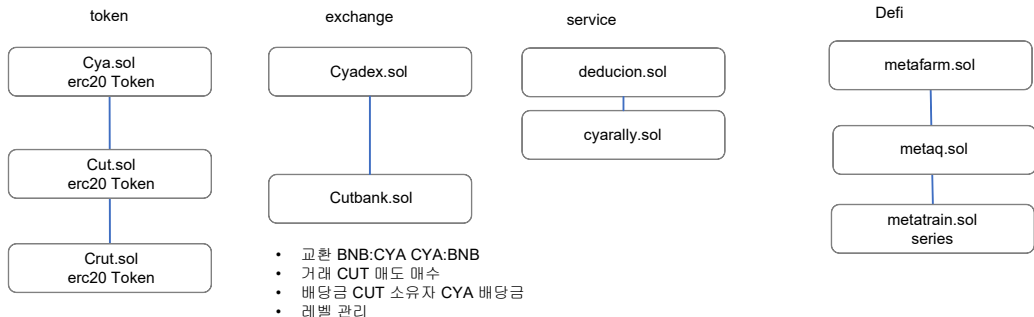 token
Cya.sol
erc20 Token
Cut.sol
erc20 Token
Crut.sol
erc20 Token
exchange
Cyadex.sol
Cutbank.sol
• 교환 BNB:CYA CYA:BNB
• 거래 CUT 매도 매수
• 배당금 CUT 소유자 CYA 배당금
• 레벨 관리
service
deducion.sol
cyarally.sol
Defi
metafarm.sol
metaq.sol
metatrain.sol
series